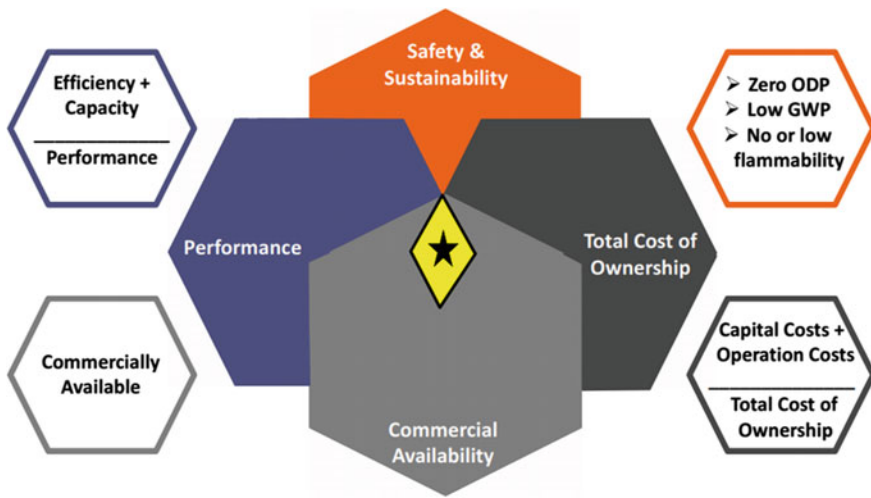 Safety &
Sustainability
Efficiency +
Capacity
Performance
➢ Zero ODP
➢ Low GWP
➢ No or low
flammability
Performance
Total Cost of
Ownership
Commercially
Available
Capital Costs +
Operation Costs
Total Cost of
Ownership
Commercial
Availability